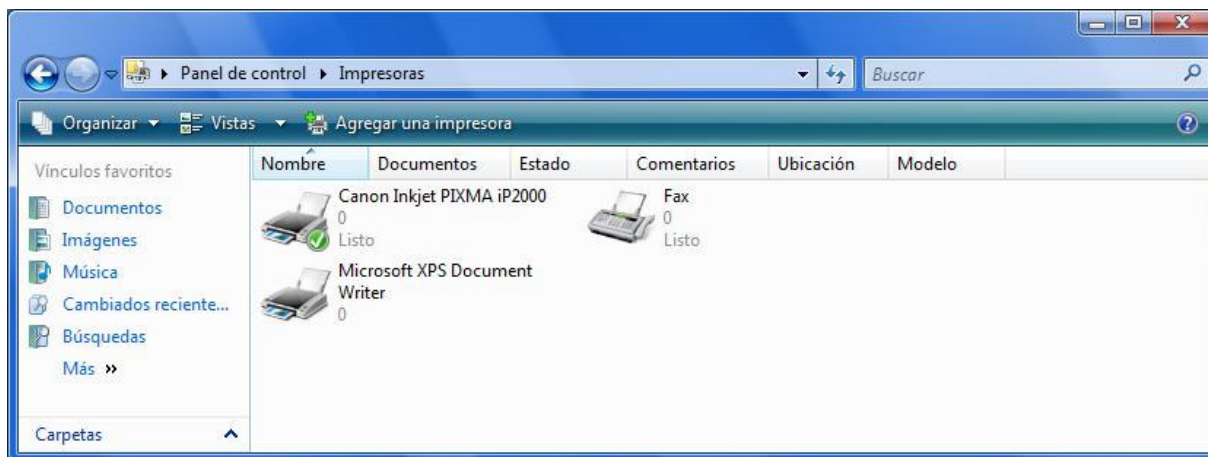 Panel de control Impresoras Buscar
Organizar Vistas Agregar una impresora
Vínculos favoritos
Documentos
Imágenes
Música
Cambiados reciente...
Búsquedas
Más »
Carpetas
Nombre Documentos Estado Comentarios Ubicación Modelo
Canon Inkjet PIXMA iP2000
0
Listo
Fax
0
Listo
Microsoft XPS Document
Writer
0